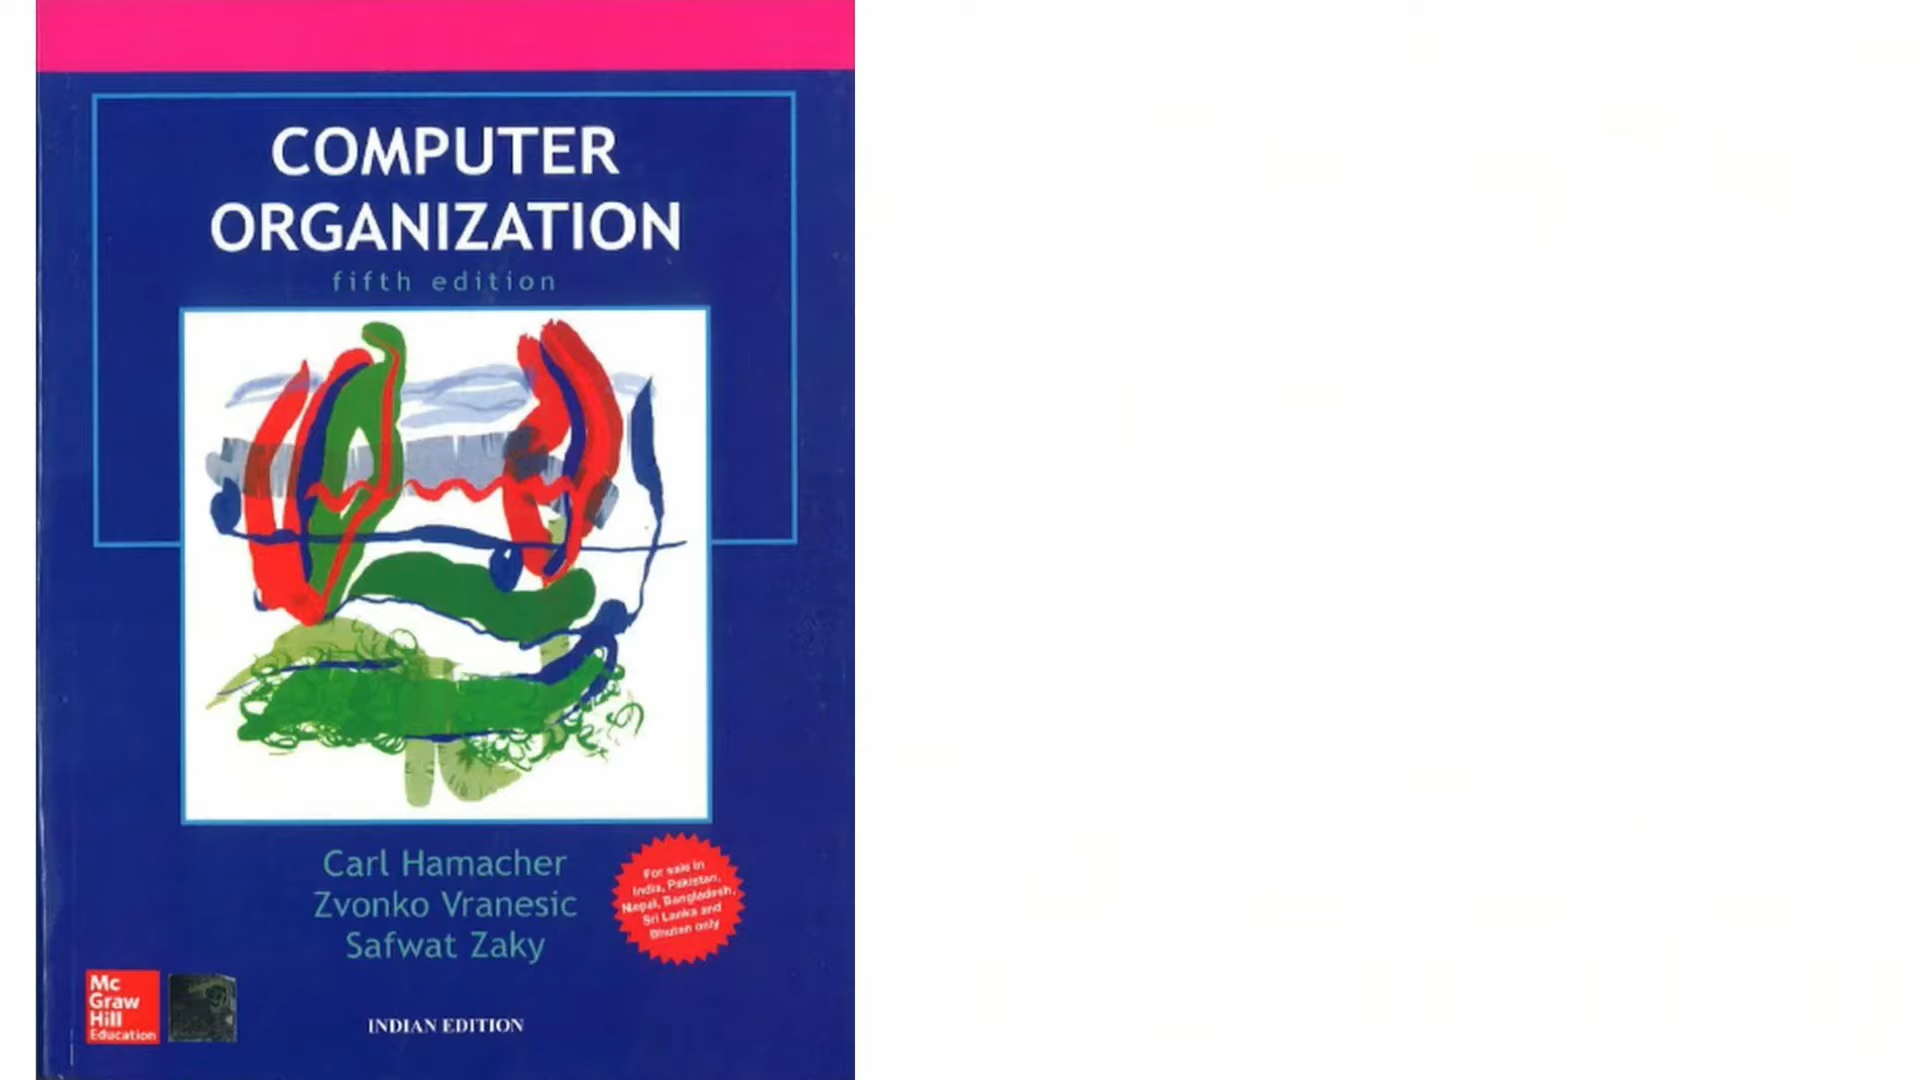 COMPUTER
ORGANIZATION
fifth edition
Carl Hamacher
Zvonko Vranesic
Safwat Zaky
For sale in
India, Pakistan,
Nepal, Bangladesh,
Sri Lanka and
Bhutan only
Mc
Graw
Hill
Education
INDIAN EDITION